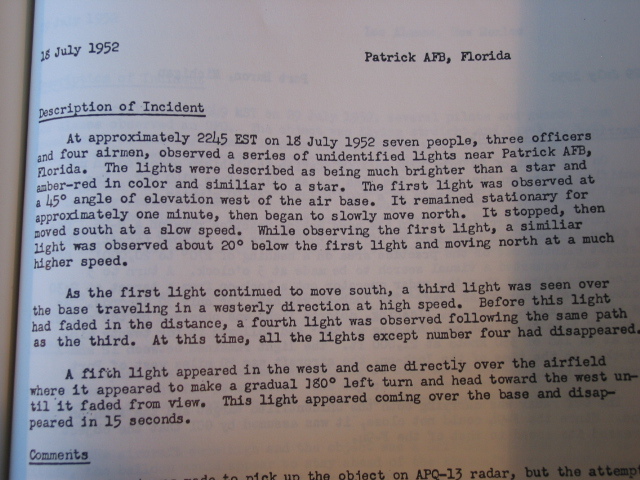 18 July 1952
Patrick AFB, Florida
Description of Incident
At approximately 2245 EST on 18 July 1952 seven people, three officers
and four airmen, observed a series of unidentified lights near Patrick AFB,
Florida. The lights were described as being much brighter than a star and
amber-red in color and similiar to a star. The first light was observed at
a 45° angle of elevation west of the air base. It remained stationary for
approximately one minute, then began to slowly move north. It stopped, then
moved south at a slow speed. While observing the first light, a similiar
light was observed about 20° below the first light and moving north at a much
higher speed.
As the first light continued to move south, a third light was seen over
the base traveling in a westerly direction at high speed. Before this light
had faded in the distance, a fourth light was observed following the same path
as the third. At this time, all the lights except number four had disappeared.
A fifth light appeared in the west and came directly over the airfield
where it appeared to make a gradual 180° left turn and head toward the west un-
til it faded from view. This light appeared coming over the base and disap-
peared in 15 seconds.
Comments
made to pick up the object on APQ-13 radar, but the attempt